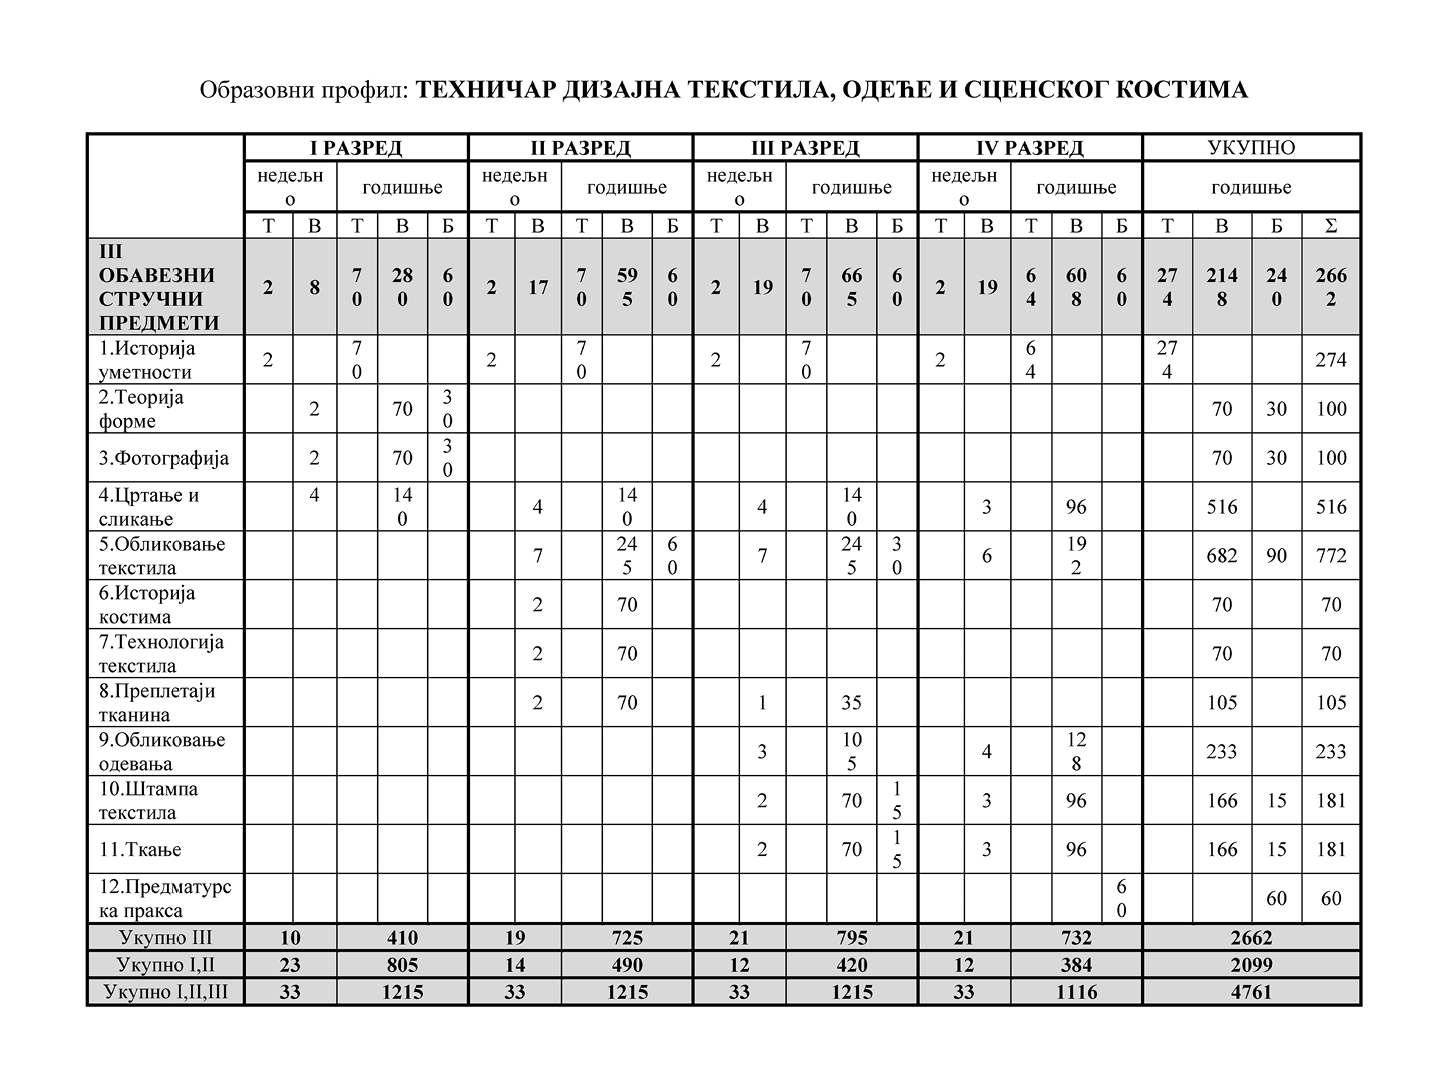 Образовни профил: ТЕХНИЧАР ДИЗАЈНА ТЕКСТИЛА, ОДЕЋЕ И СЦЕНСКОГ КОСТИМА
I РАЗРЕД II РАЗРЕД III РАЗРЕД IV РАЗРЕД УКУПНО
недељно годишње недељно годишње недељно годишње недељно годишње годишње
Т В Т В Б Т В Т В Б Т В Т В Б Т В Т В Б Т В Б Σ
III
ОБАВЕЗНИ
СТРУЧНИ
ПРЕДМЕТИ
2 8 70 280 60 2 17 70 595 60 2 19 70 665 60 2 19 64 608 60 274 2148 240 2662
1.Историја
уметности
2 70 2 70 2 70 2 64 274 274
2.Теорија
форме
2 70 30 70 30 100
3.Фотографија 2 70 30 70 30 100
4.Цртање и
сликање
4 140 4 140 4 140 3 96 516 516
5.Обликовање
текстила
7 245 60 7 245 30 6 192 682 90 772
6.Историја
костима
2 70 70 70
7.Технологија
текстила
2 70 70 70
8.Преплетаји
тканина
2 70 1 35 105 105
9.Обликовање
одевања
3 105 4 128 233 233
10.Штампа
текстила
2 70 15 3 96 166 15 181
11.Ткање 2 70 15 3 96 166 15 181
12.Предматурс
ка пракса
60 60 60
Укупно III 10 410 19 725 21 795 21 732 2662
Укупно I,II 23 805 14 490 12 420 12 384 2099
Укупно I,II,III 33 1215 33 1215 33 1215 33 1116 4761